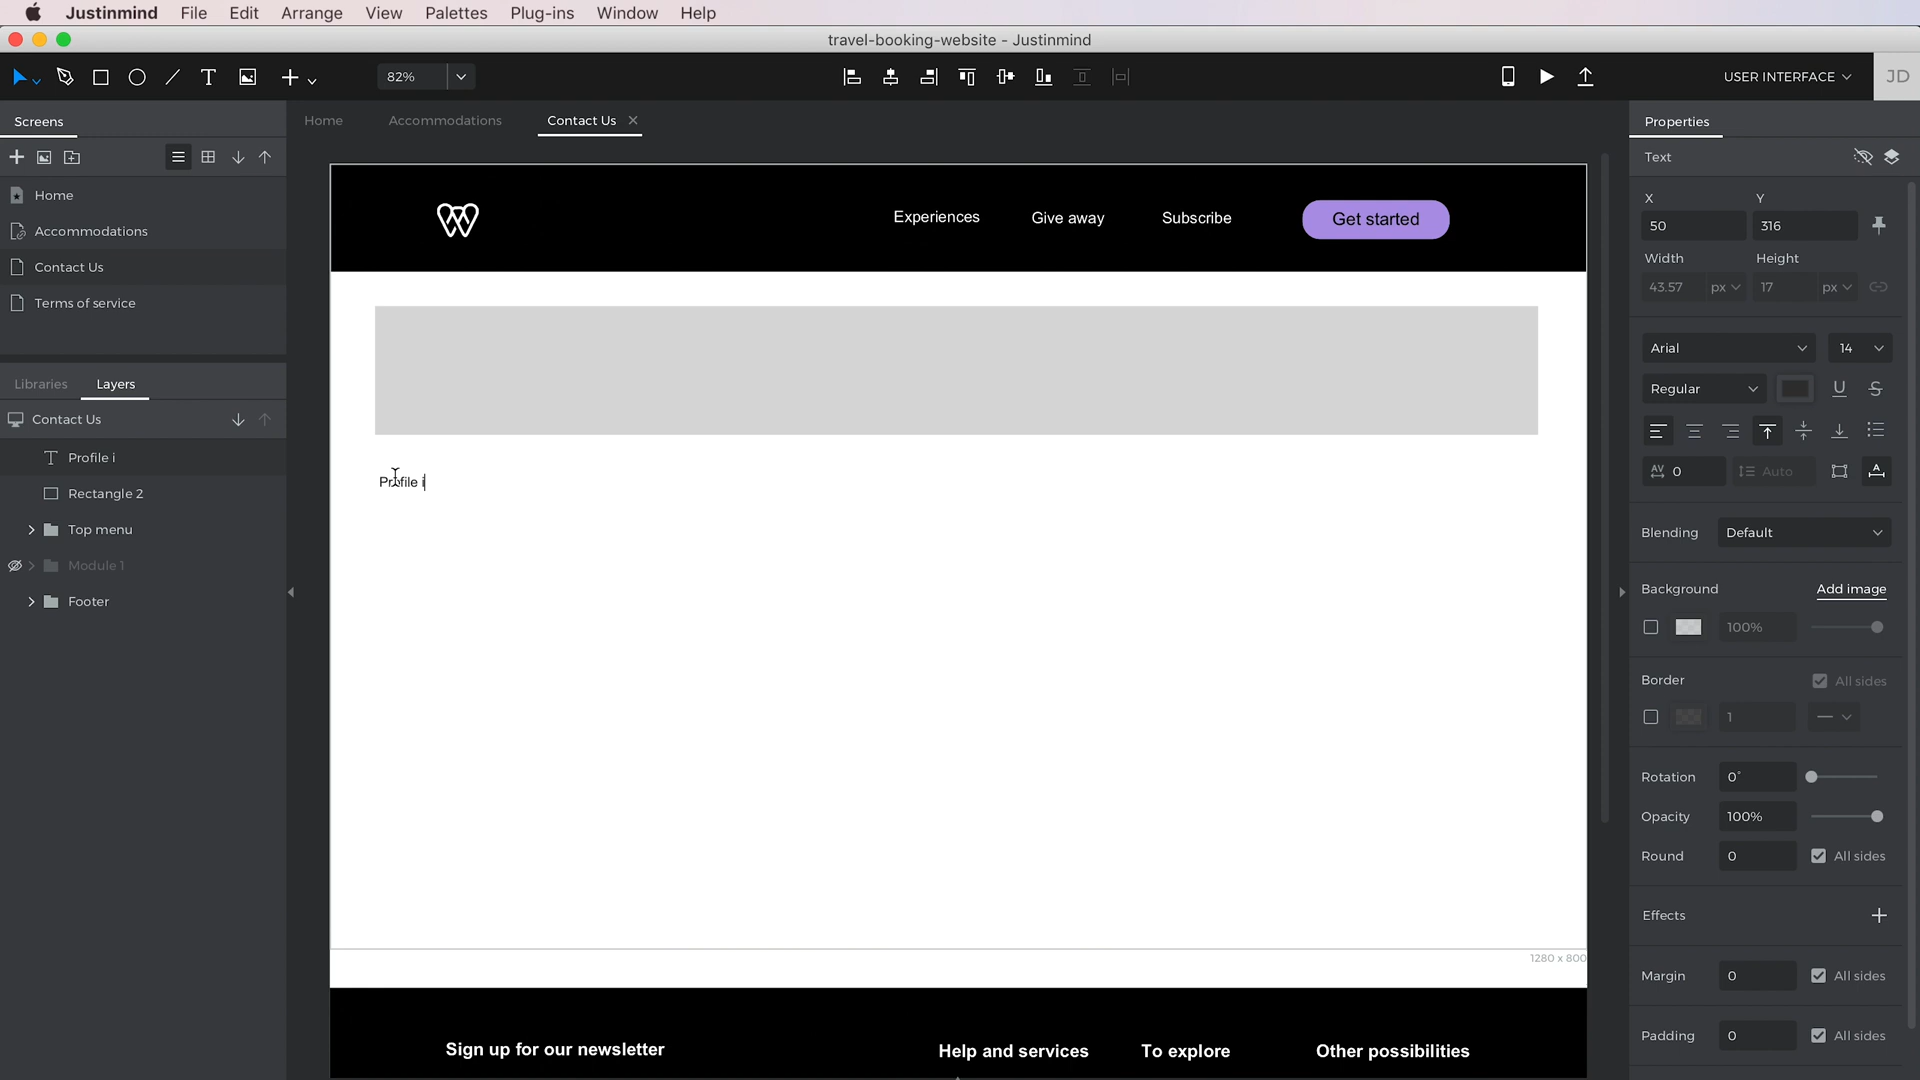 Justinmind File Edit Arrange View Palettes Plug-ins Window Help
travel-booking-website - Justinmind
T 82% USER INTERFACE JD
Screens
Home
Accommodations
Contact Us
Terms of service
Libraries Layers
Contact Us
T Profile i
Rectangle 2
Top menu
Module 1
Footer
Home Accommodations Contact Us
W Experiences Give away Subscribe Get started
Profile i
1280 x 800
Sign up for our newsletter Help and services To explore Other possibilities
Properties
Text
X Y
50 316
Width Height
43.57 px 17 px
Arial 14
Regular U S
AV 0 Auto A
Blending Default
Background Add image
100%
Border All sides
1
Rotation 0°
Opacity 100%
Round 0 All sides
Effects
Margin 0 All sides
Padding 0 All sides